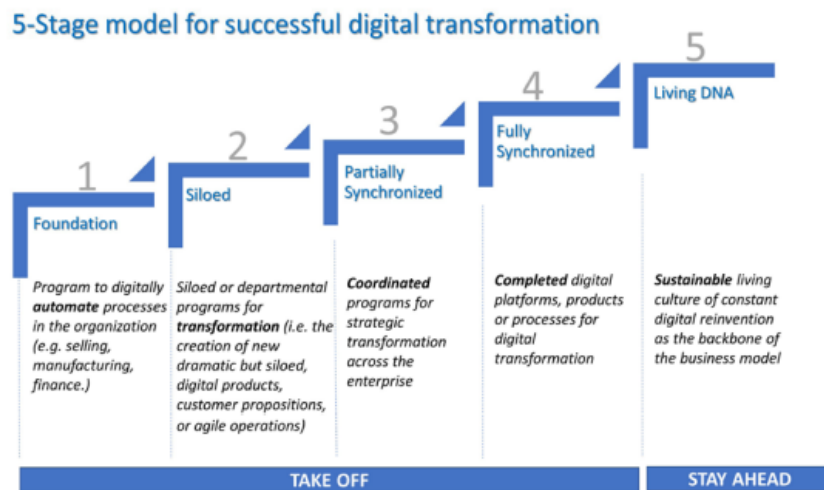 5-Stage model for successful digital transformation
1
Foundation
2
Siloed
3
Partially
Synchronized
4
Fully
Synchronized
5
Living DNA
Program to digitally
automate processes
in the organization
(e.g. selling,
manufacturing,
finance.)
Siloed or departmental
programs for
transformation (i.e. the
creation of new
dramatic but siloed,
digital products,
customer propositions,
or agile operations)
Coordinated
programs for
strategic
transformation
across the
enterprise
Completed digital
platforms, products
or processes for
digital
transformation
Sustainable living
culture of constant
digital reinvention
as the backbone of
the business model
TAKE OFF
STAY AHEAD